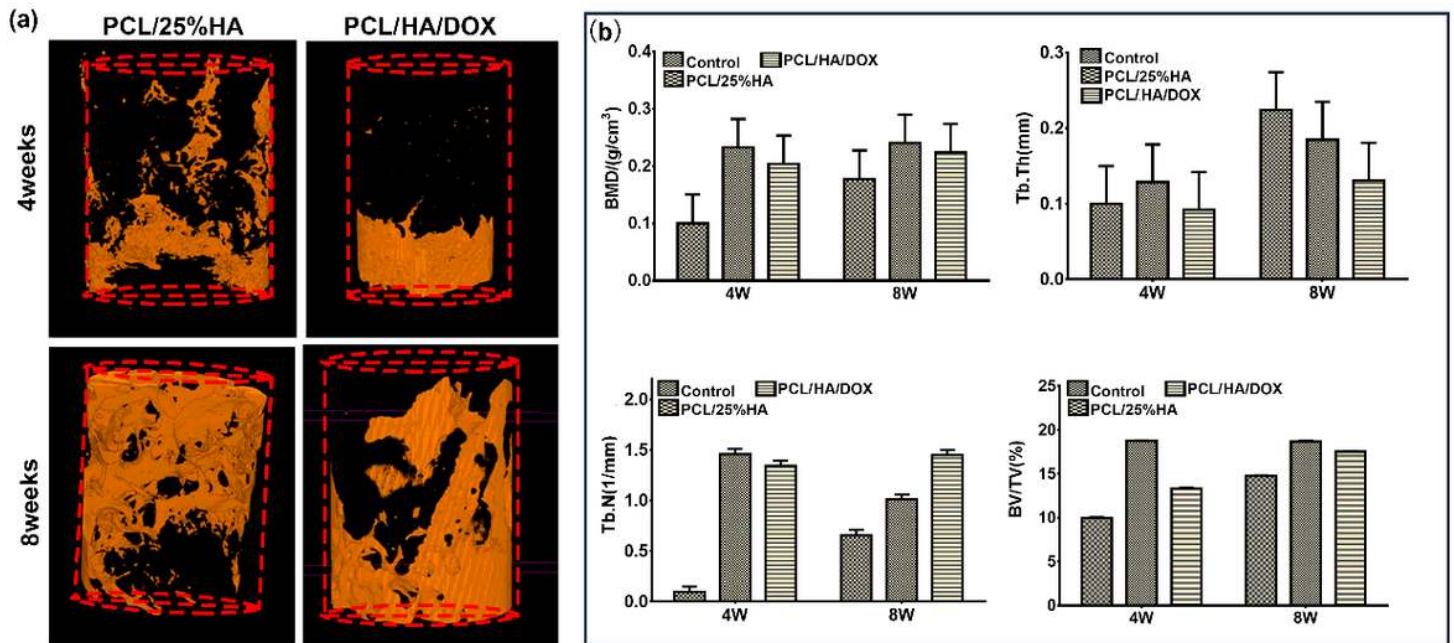 (a)
PCL/25%HA PCL/HA/DOX
4weeks
8weeks
(b)
0.4
0.3
0.2
0.1
0.0
BMD/(g/cm³)
Control PCL/HA/DOX
PCL/25%HA
4W 8W
0.3
0.2
0.1
0.0
Tb.Th(mm)
Control
PCL/25%HA
PCL/HA/DOX
4W 8W
2.0
1.5
1.0
0.5
0.0
Tb.N(1/mm)
Control PCL/HA/DOX
PCL/25%HA
4W 8W
25
20
15
10
5
0
BV/TV(%)
Control PCL/HA/DOX
PCL/25%HA
4W 8W